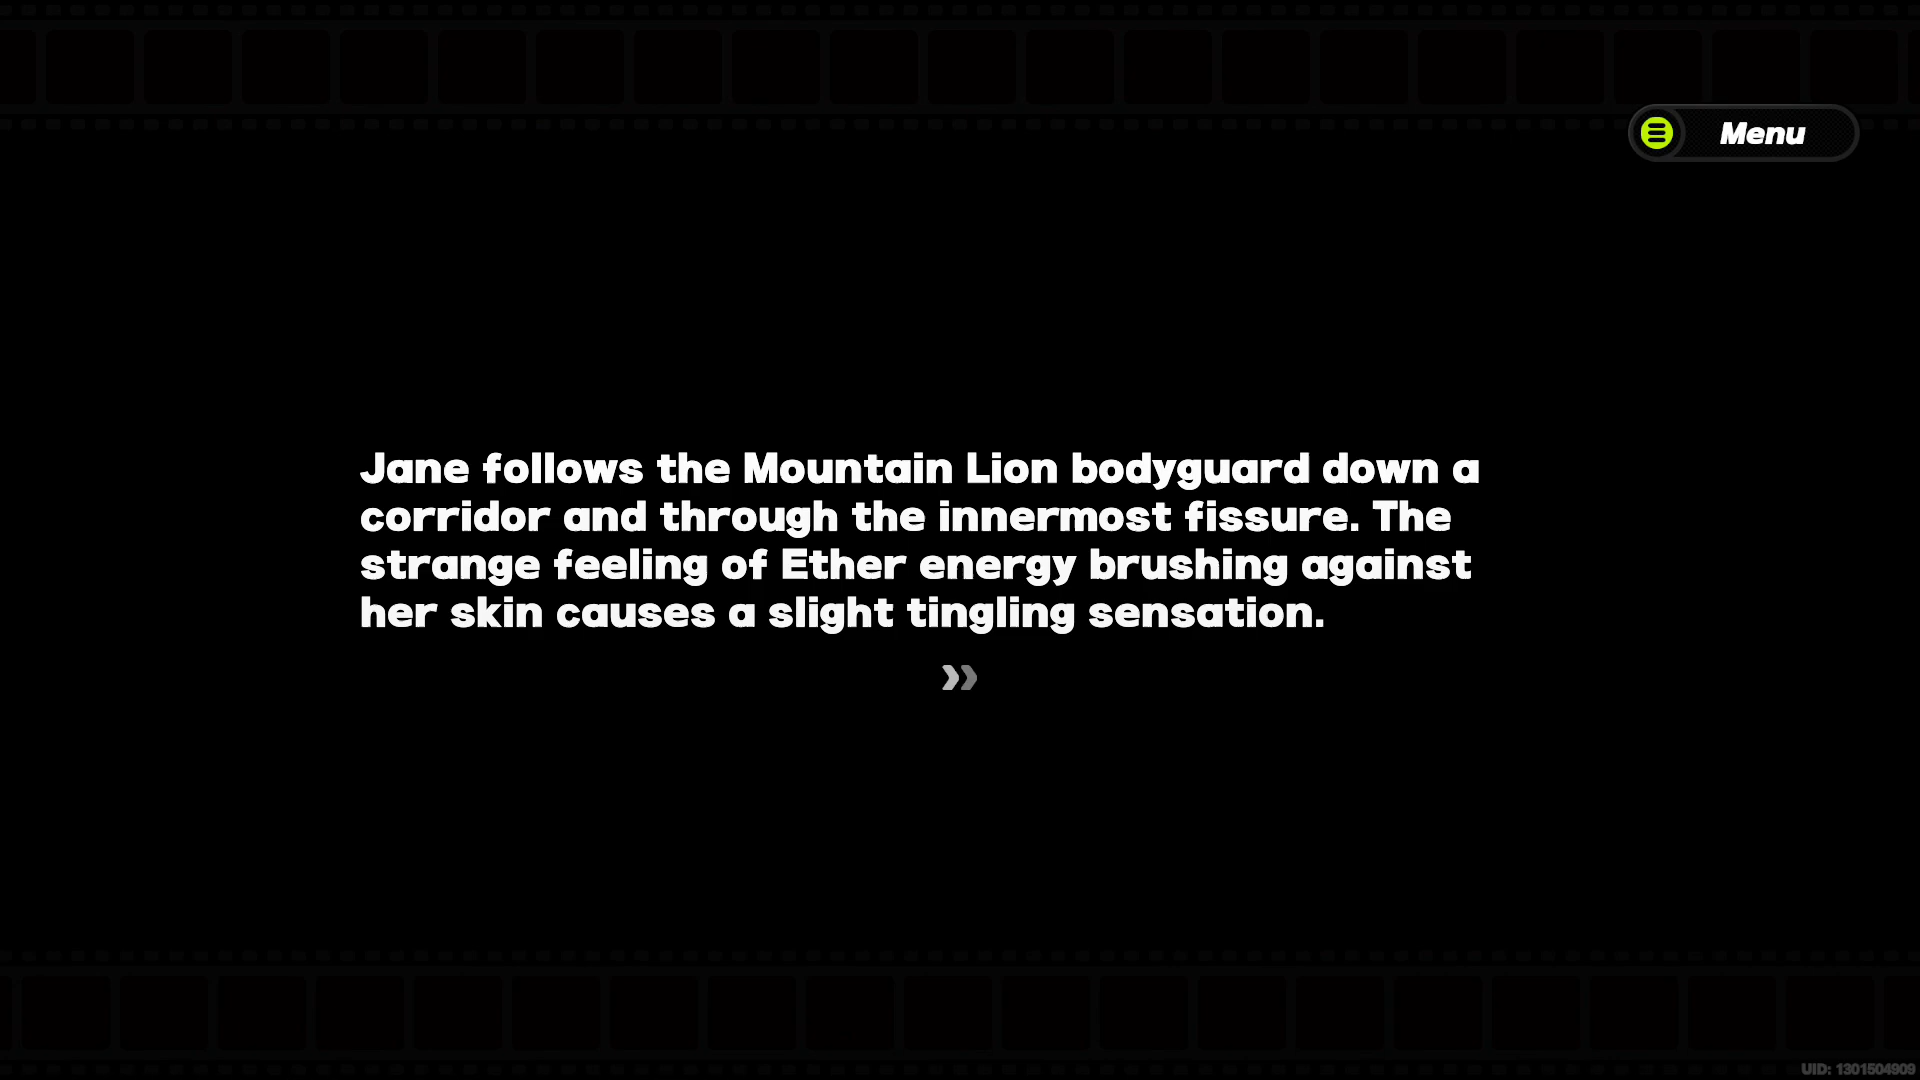 Menu
Jane follows the Mountain Lion bodyguard down a
corridor and through the innermost fissure. The
strange feeling of Ether energy brushing against
her skin causes a slight tingling sensation.
UID: 1301504909